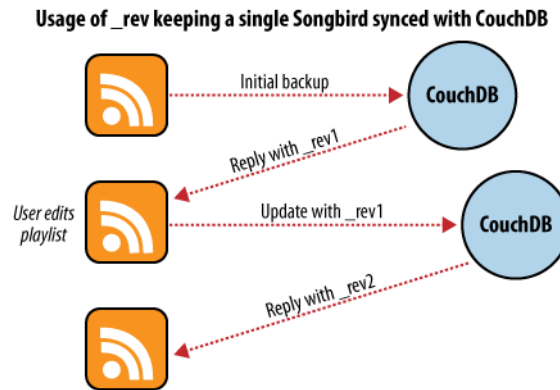 Usage of _rev keeping a single Songbird synced with CouchDB
Initial backup
CouchDB
Reply with _rev1
User edits
playlist
Update with _rev1
CouchDB
Reply with _rev2